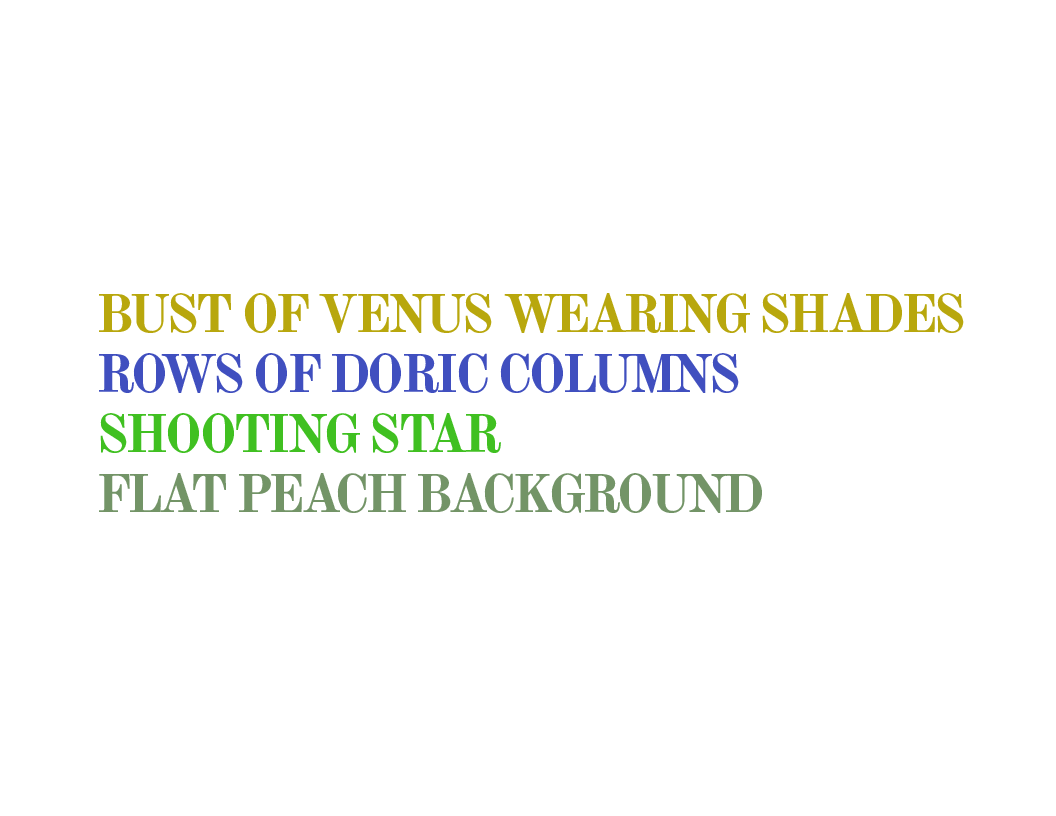 BUST OF VENUS WEARING SHADES
ROWS OF DORIC COLUMNS
SHOOTING STAR
FLAT PEACH BACKGROUND